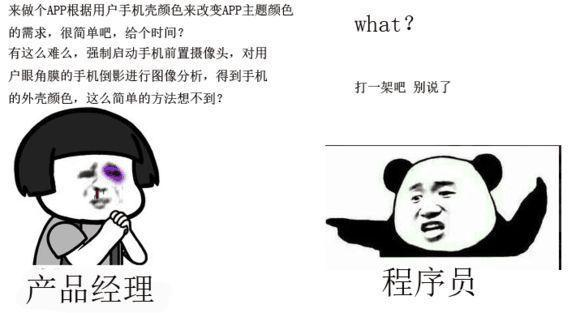 来做个APP根据用户手机壳颜色来改变APP主题颜色
的需求，很简单吧，给个时间？
有这么难么，强制启动手机前置摄像头，对用
户眼角膜的手机倒影进行图像分析，得到手机
的外壳颜色，这么简单的方法想不到？
what？
打一架吧 别说了
产品经理
程序员